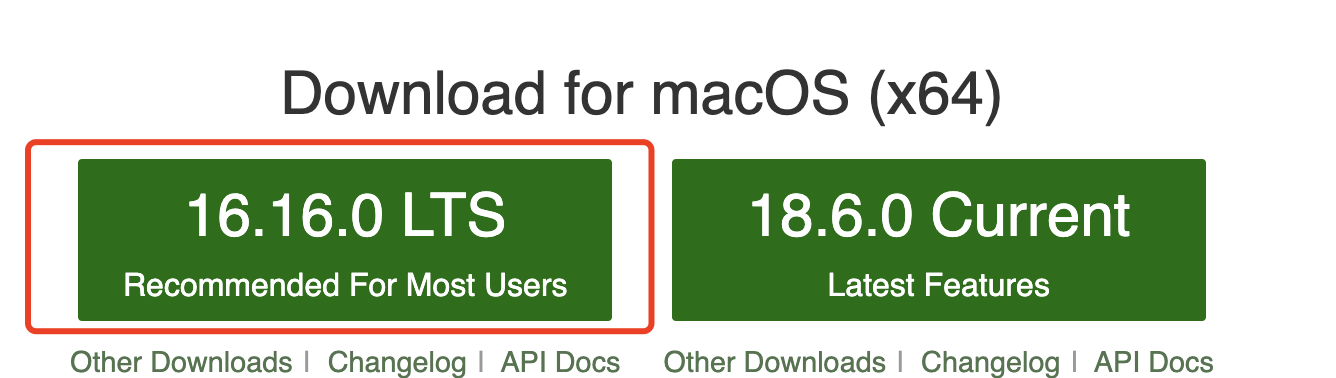 Download for macOS (x64)
16.16.0 LTS
Recommended For Most Users
18.6.0 Current
Latest Features
Other Downloads | Changelog | API Docs
Other Downloads | Changelog | API Docs